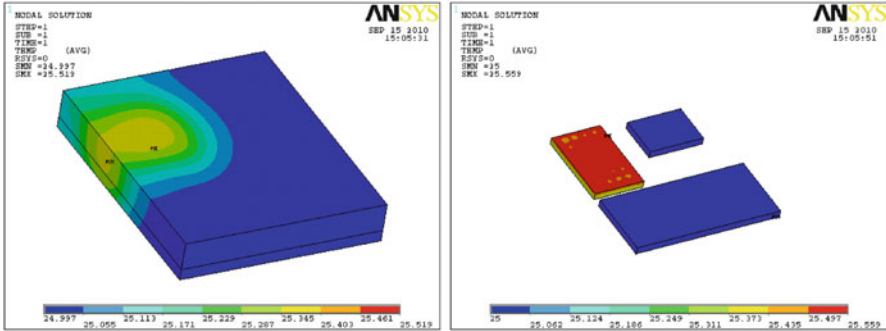 1
NODAL SOLUTION
STEP=1
SUB =1
TIME=1
TEMP (AVG)
RSYS=0
SMN =24.997
SMX =25.519
ANSYS
SEP 15 2010
15:05:31
MX
24.997
25.055
25.113
25.171
25.229
25.287
25.345
25.403
25.461
25.519
1
NODAL SOLUTION
STEP=1
SUB =1
TIME=1
TEMP (AVG)
RSYS=0
SMN =25
SMX =25.559
ANSYS
SEP 15 2010
15:05:51
25
25.062
25.124
25.186
25.249
25.311
25.373
25.435
25.497
25.559